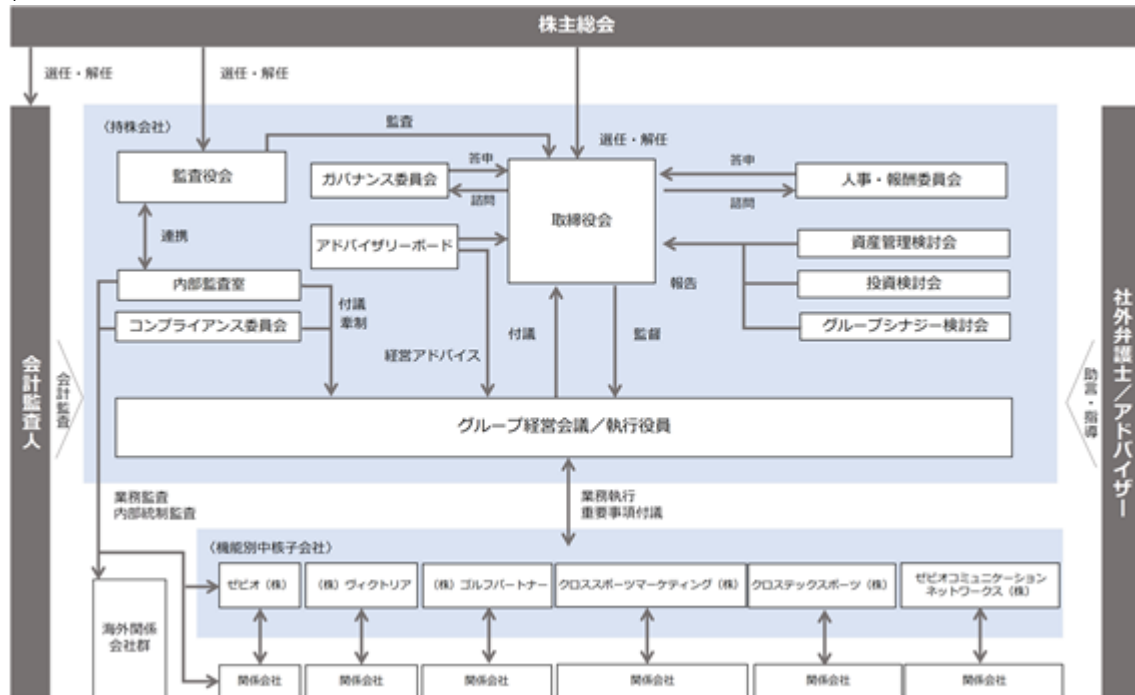 株主総会
選任・解任
選任・解任
〈持株会社〉
監査
選任・解任
監査役会
ガバナンス委員会
答申
諮問
取締役会
答申
諮問
人事・報酬委員会
連携
アドバイザリーボード
資産管理検討会
報告
投資検討会
グループシナジー検討会
内部監査室
コンプライアンス委員会
付議
牽制
経営アドバイス
付議
監督
会計監査人
会計監査
社外弁護士/アドバイザー
助言・指導
グループ経営会議/執行役員
業務監査
内部統制監査
業務執行
重要事項付議
〈機能別中核子会社〉
ゼビオ(株)
(株)ヴィクトリア
(株)ゴルフパートナー
クロススポーツマーケティング(株)
クロステックスポーツ(株)
ゼビオコミュニケーション
ネットワークス(株)
海外関係
会社群
関係会社
関係会社
関係会社
関係会社
関係会社
関係会社